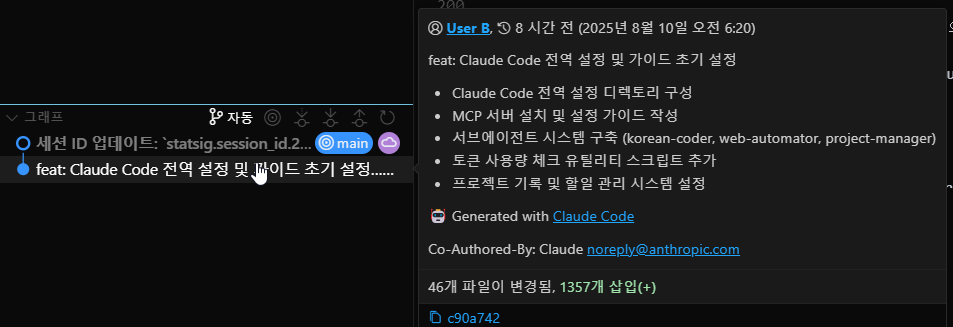 200
User B, 8 시간 전 (2025년 8월 10일 오전 6:20)
feat: Claude Code 전역 설정 및 가이드 초기 설정
• Claude Code 전역 설정 디렉토리 구성
• MCP 서버 설치 및 설정 가이드 작성
• 서브에이전트 시스템 구축 (korean-coder, web-automator, project-manager)
• 토큰 사용량 체크 유틸리티 스크립트 추가
• 프로젝트 기록 및 할일 관리 시스템 설정
🤖 Generated with Claude Code
Co-Authored-By: Claude noreply@anthropic.com
46개 파일이 변경됨, 1357개 삽입(+)
c90a742
그래프
자동
세션 ID 업데이트: `statsig.session_id.2... main
feat: Claude Code 전역 설정 및 가이드 초기 설정......